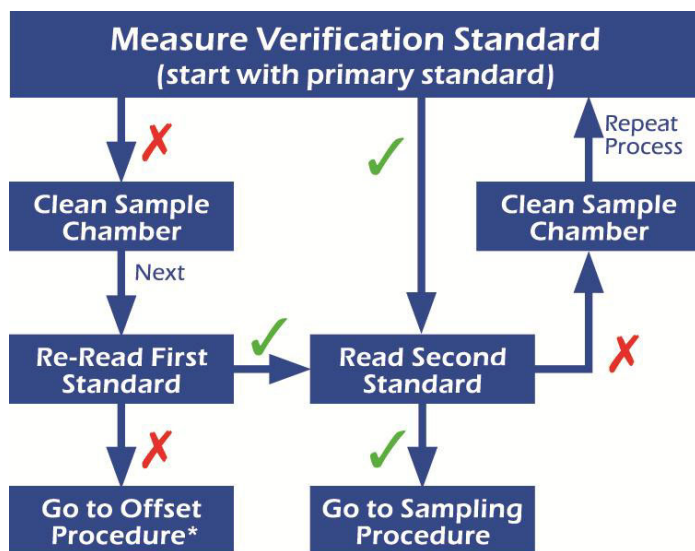 Measure Verification Standard
(start with primary standard)
Repeat
Process
Clean Sample
Chamber
Clean Sample
Chamber
Next
Re-Read First
Standard
Read Second
Standard
Go to Offset
Procedure*
Go to Sampling
Procedure